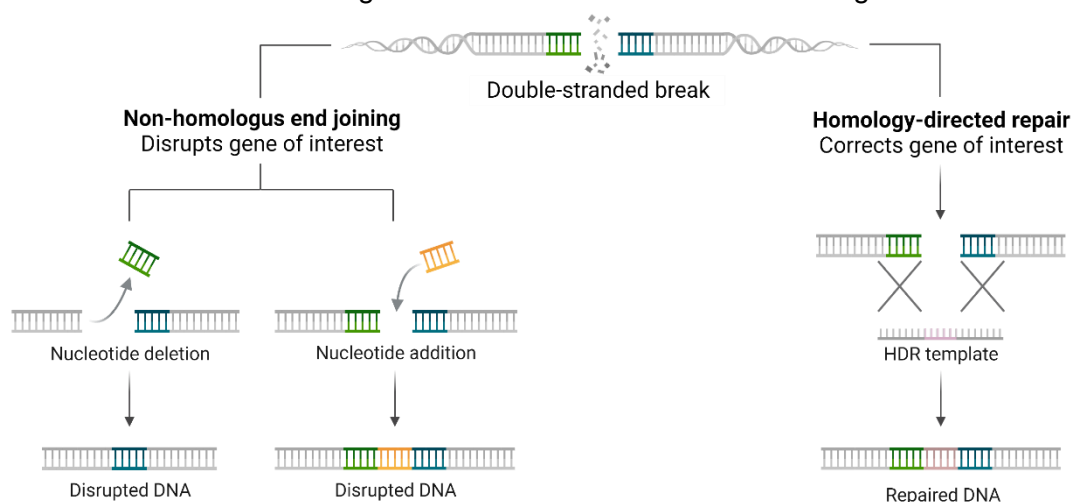 Double-stranded break
Non-homologus end joining
Disrupts gene of interest
Homology-directed repair
Corrects gene of interest
Nucleotide deletion
Nucleotide addition
HDR template
Disrupted DNA
Disrupted DNA
Repaired DNA